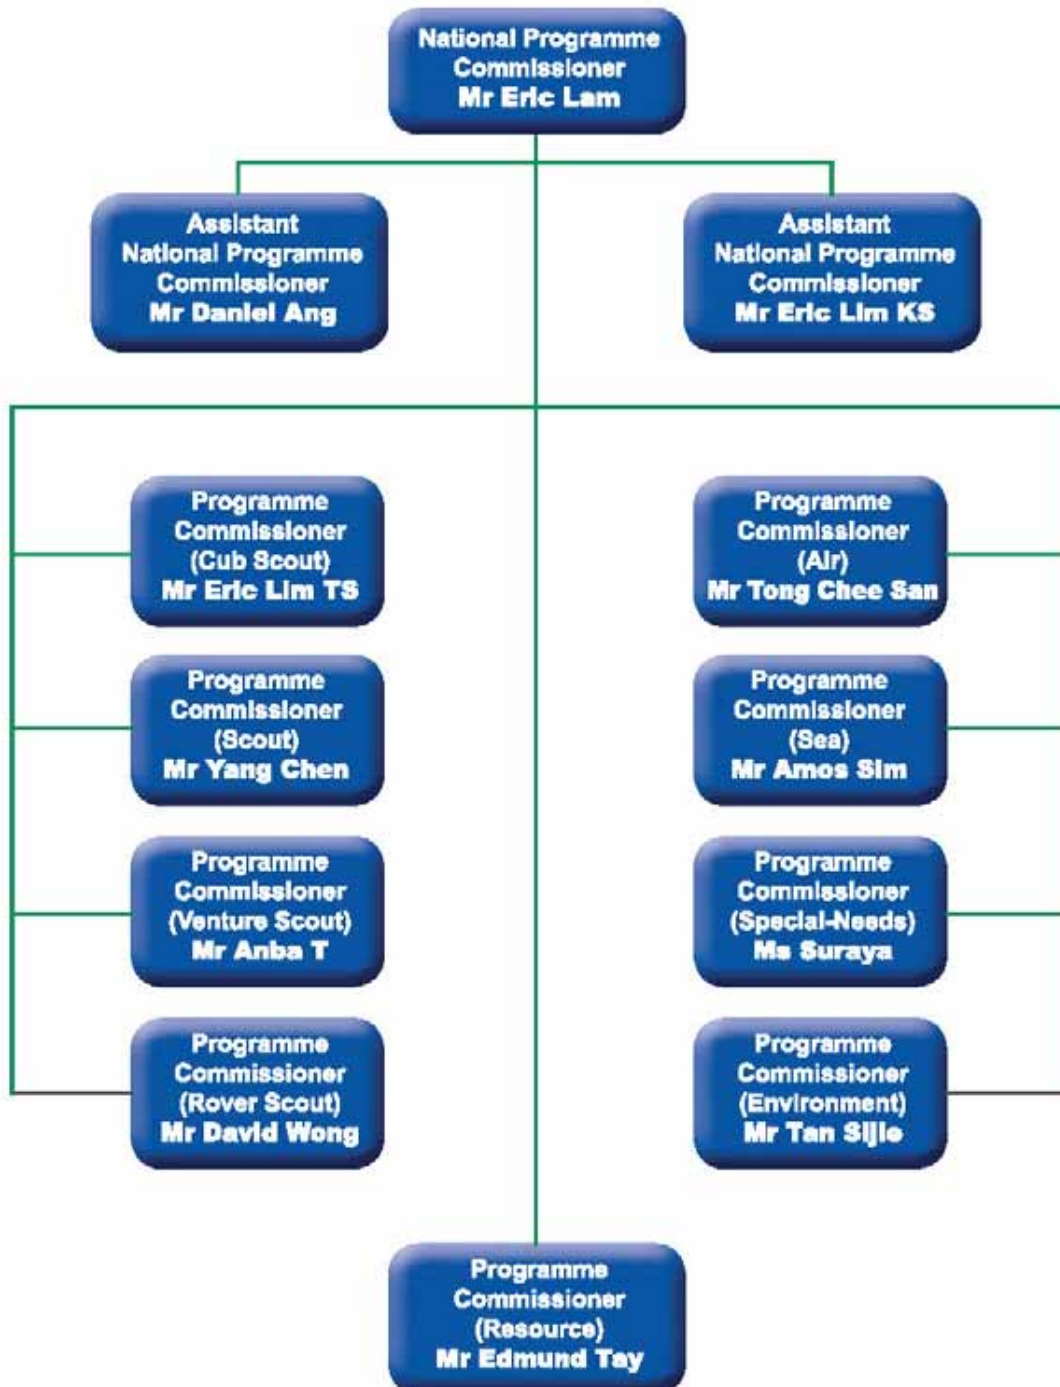 National Programme
Commissioner
Mr Eric Lam
Assistant
National Programme
Commissioner
Mr Daniel Ang
Assistant
National Programme
Commissioner
Mr Eric Lim KS
Programme
Commissioner
(Cub Scout)
Mr Eric Lim TS
Programme
Commissioner
(Scout)
Mr Yang Chen
Programme
Commissioner
(Venture Scout)
Mr Anba T
Programme
Commissioner
(Rover Scout)
Mr David Wong
Programme
Commissioner
(Air)
Mr Tong Chee San
Programme
Commissioner
(Sea)
Mr Amos Sim
Programme
Commissioner
(Special-Needs)
Ms Suraya
Programme
Commissioner
(Environment)
Mr Tan Sijie
Programme
Commissioner
(Resource)
Mr Edmund Tay